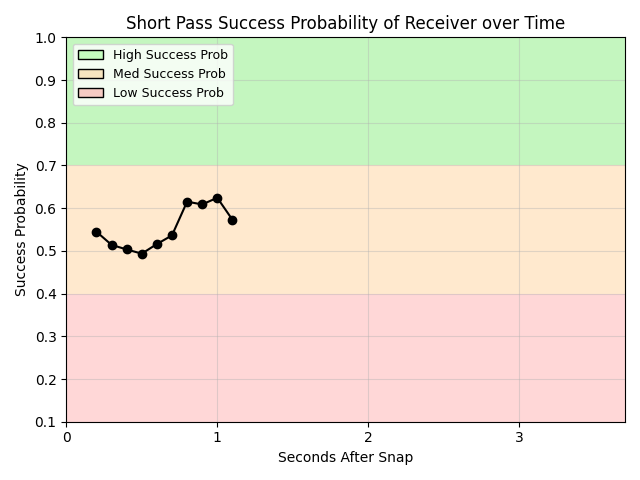 Short Pass Success Probability of Receiver over Time
1.0
0.9
0.8
0.7
0.6
0.5
0.4
0.3
0.2
0.1
Success Probability
High Success Prob
Med Success Prob
Low Success Prob
0 1 2 3
Seconds After Snap